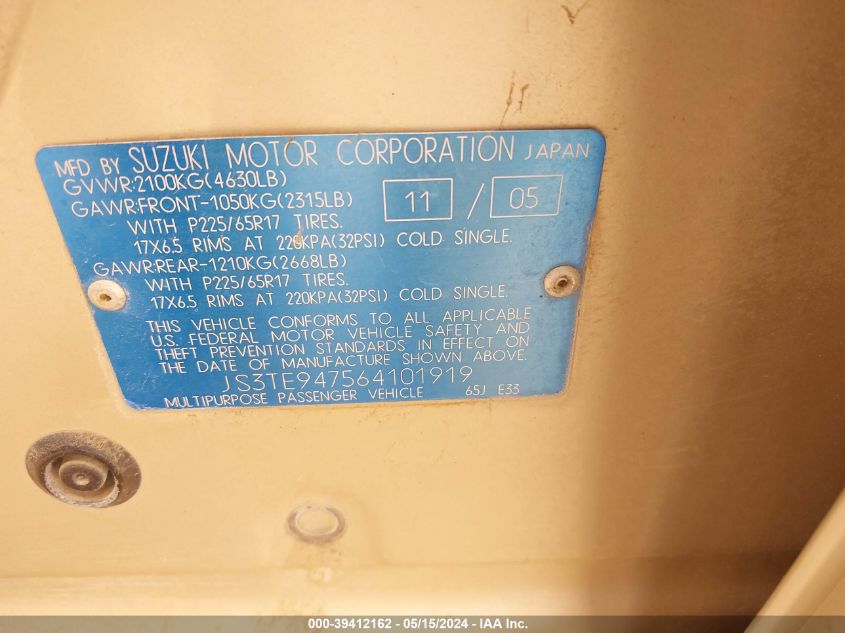 MFD BY SUZUKI MOTOR CORPORATION JAPAN
GVWR:2100KG(4630LB)
GAWR:FRONT-1050KG(2315LB) 11 / 05
WITH P225/65R17 TIRES.
17X6.5 RIMS AT 220KPA(32PSI) COLD SINGLE.
GAWR:REAR-1210KG(2668LB)
WITH P225/65R17 TIRES.
17X6.5 RIMS AT 220KPA(32PSI) COLD SINGLE.
THIS VEHICLE CONFORMS TO ALL APPLICABLE
U.S. FEDERAL MOTOR VEHICLE SAFETY AND
THEFT PREVENTION STANDARDS IN EFFECT ON
THE DATE OF MANUFACTURE SHOWN ABOVE.
JS3TE947564101919
MULTIPURPOSE PASSENGER VEHICLE 65J E33
000-39412162 - 05/15/2024 - IAA Inc.